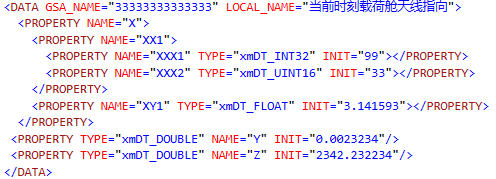 <DATA GSA_NAME="33333333333333" LOCAL_NAME="当前时刻载荷舱天线指向">
<PROPERTY NAME="X">
<PROPERTY NAME="XX1">
<PROPERTY NAME="XXX1" TYPE="xmDT_INT32" INIT="99"></PROPERTY>
<PROPERTY NAME="XXX2" TYPE="xmDT_UINT16" INIT="33"></PROPERTY>
</PROPERTY>
<PROPERTY NAME="XY1" TYPE="xmDT_FLOAT" INIT="3.141593"></PROPERTY>
</PROPERTY>
<PROPERTY TYPE="xmDT_DOUBLE" NAME="Y" INIT="0.0023234"/>
<PROPERTY TYPE="xmDT_DOUBLE" NAME="Z" INIT="2342.232234"/>
</DATA>